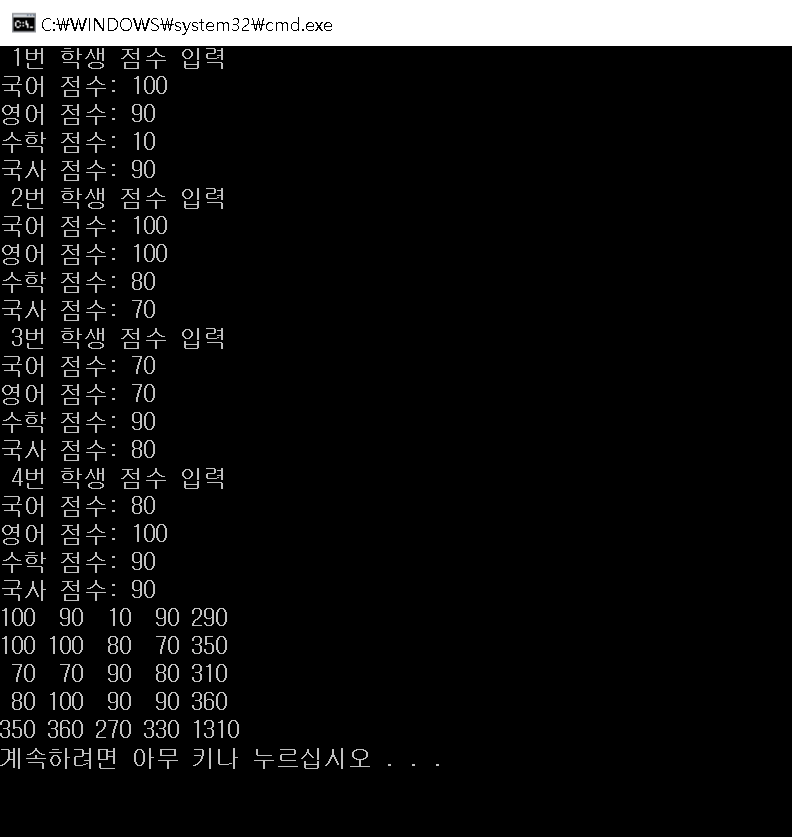 C:\WINDOWS\system32\cmd.exe
1번 학생 점수 입력
국어 점수: 100
영어 점수: 90
수학 점수: 10
국사 점수: 90
2번 학생 점수 입력
국어 점수: 100
영어 점수: 100
수학 점수: 80
국사 점수: 70
3번 학생 점수 입력
국어 점수: 70
영어 점수: 70
수학 점수: 90
국사 점수: 80
4번 학생 점수 입력
국어 점수: 80
영어 점수: 100
수학 점수: 90
국사 점수: 90
100  90  10  90 290
100 100  80  70 350
 70  70  90  80 310
 80 100  90  90 360
350 360 270 330 1310
계속하려면 아무 키나 누르십시오 . . .